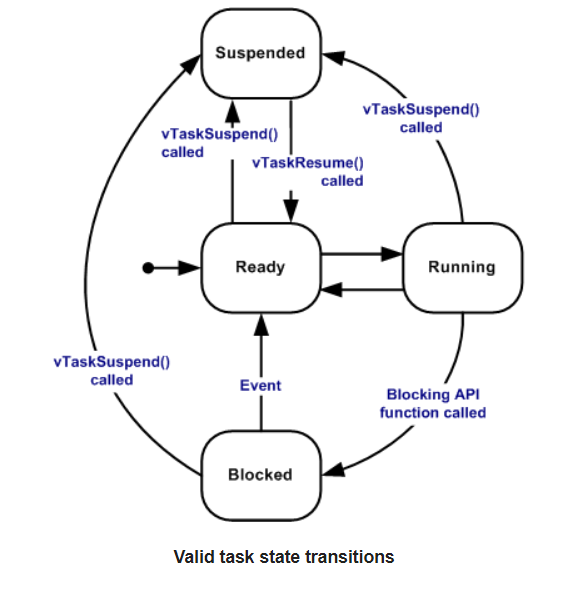 Suspended
vTaskSuspend()
called
vTaskSuspend()
called
vTaskResume()
called
Ready
Running
vTaskSuspend()
called
Event
Blocking API
function called
Blocked
Valid task state transitions